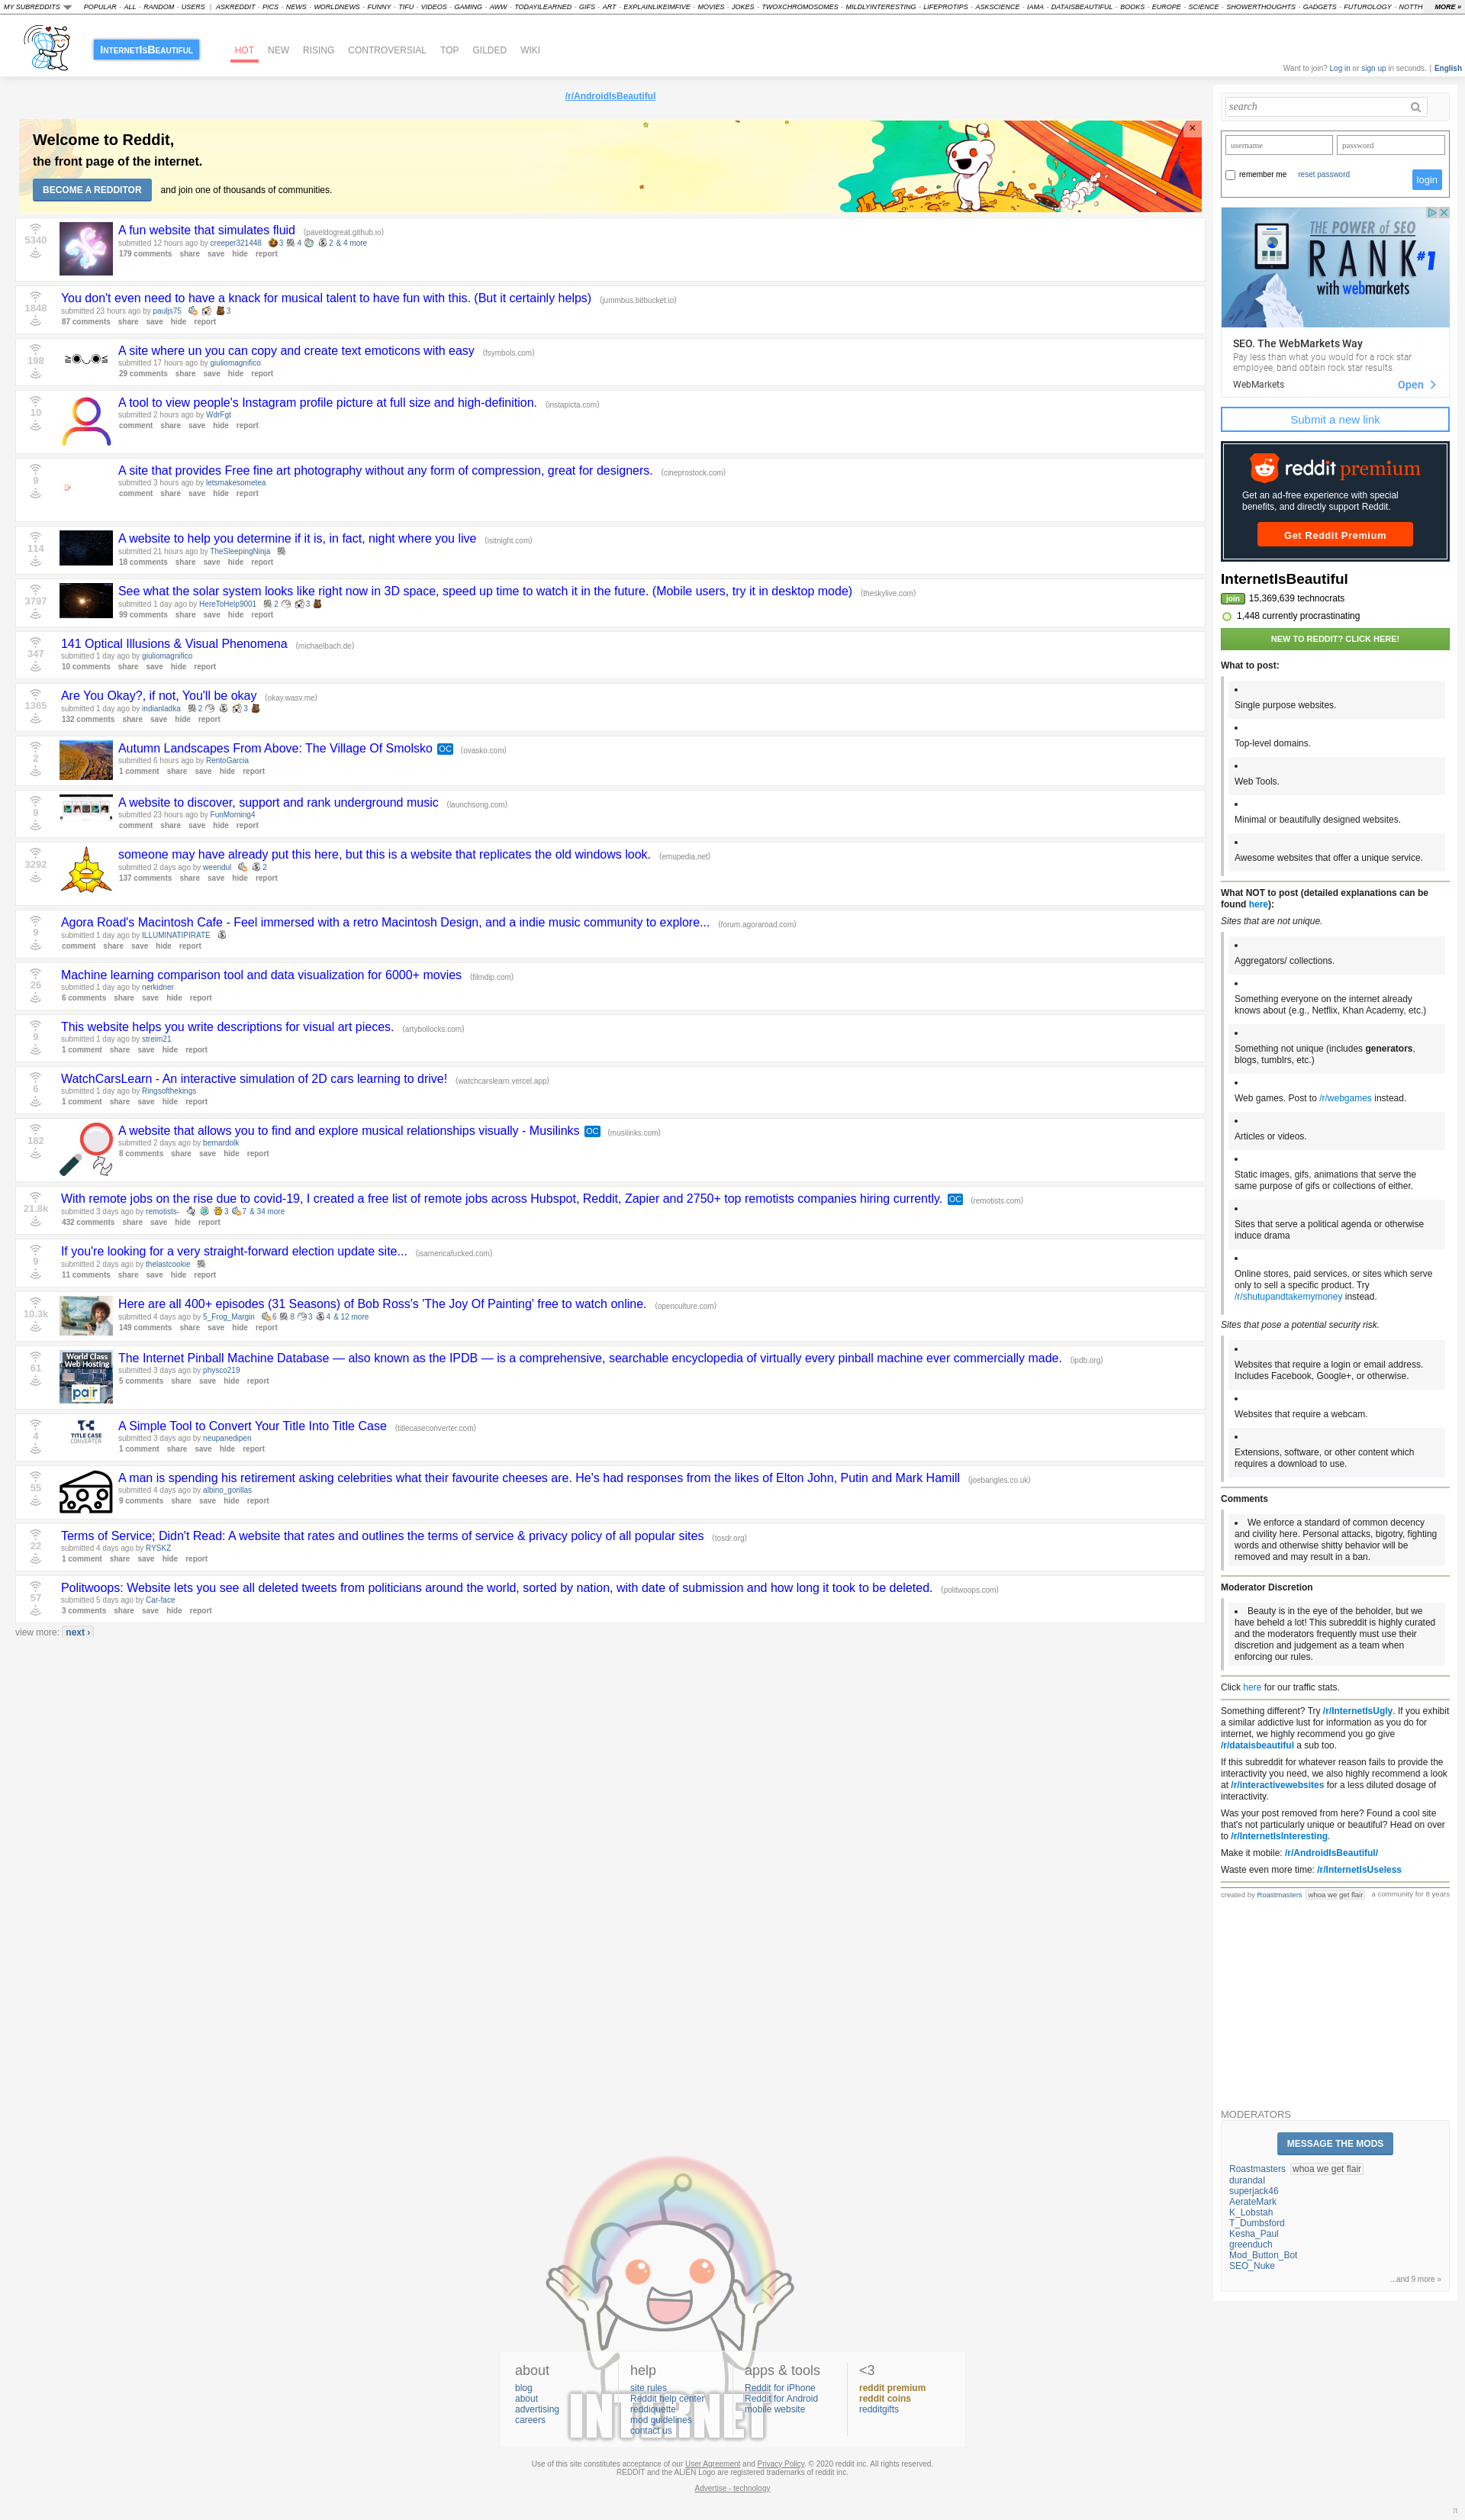 MY SUBREDDITS POPULAR - ALL - RANDOM - USERS | ASKREDDIT - PICS - NEWS - WORLDNEWS - FUNNY - TIFU - VIDEOS - GAMING - AWW - TODAYILEARNED - GIFS - ART - EXPLAINLIKEIMFIVE - MOVIES - JOKES - TWOXCHROMOSOMES - MILDLYINTERESTING - LIFEPROTIPS - ASKSCIENCE - IAMA - DATAISBEAUTIFUL - BOOKS - EUROPE - SCIENCE - SHOWERTHOUGHTS - GADGETS - FUTUROLOGY - NOTTH MORE »
InternetIsBeautiful HOT NEW RISING CONTROVERSIAL TOP GILDED WIKI
Want to join? Log in or sign up in seconds. | English
/r/AndroidIsBeautiful
Welcome to Reddit,
the front page of the internet.
BECOME A REDDITOR and join one of thousands of communities.
5340
A fun website that simulates fluid (paveldogreat.github.io)
submitted 12 hours ago by creeper321448 3 4 2 & 4 more
179 comments share save hide report
1848
You don't even need to have a knack for musical talent to have fun with this. (But it certainly helps) (jummbus.bitbucket.io)
submitted 23 hours ago by pauljs75 3
87 comments share save hide report
198
≧◉◡◉≦
A site where un you can copy and create text emoticons with easy (fsymbols.com)
submitted 17 hours ago by giuliomagnifico
29 comments share save hide report
10
A tool to view people's Instagram profile picture at full size and high-definition. (instapicta.com)
submitted 2 hours ago by WdrFgt
comment share save hide report
9
A site that provides Free fine art photography without any form of compression, great for designers. (cineprostock.com)
submitted 3 hours ago by letsmakesometea
comment share save hide report
114
A website to help you determine if it is, in fact, night where you live (isitnight.com)
submitted 21 hours ago by TheSleepingNinja
18 comments share save hide report
3797
See what the solar system looks like right now in 3D space, speed up time to watch it in the future. (Mobile users, try it in desktop mode) (theskylive.com)
submitted 1 day ago by HereToHelp9001 2 3
99 comments share save hide report
347
141 Optical Illusions & Visual Phenomena (michaelbach.de)
submitted 1 day ago by giuliomagnifico
10 comments share save hide report
1365
Are You Okay?, if not, You'll be okay (okay.wasv.me)
submitted 1 day ago by indianladka 2 3
132 comments share save hide report
2
Autumn Landscapes From Above: The Village Of Smolsko OC (ovasko.com)
submitted 6 hours ago by RentoGarcia
1 comment share save hide report
9
A website to discover, support and rank underground music (launchsong.com)
submitted 23 hours ago by FunMorning4
comment share save hide report
3292
someone may have already put this here, but this is a website that replicates the old windows look. (emupedia.net)
submitted 2 days ago by weendul 2
137 comments share save hide report
9
Agora Road's Macintosh Cafe - Feel immersed with a retro Macintosh Design, and a indie music community to explore... (forum.agoraroad.com)
submitted 1 day ago by ILLUMINATIPIRATE
comment share save hide report
26
Machine learning comparison tool and data visualization for 6000+ movies (filmdip.com)
submitted 1 day ago by nerkidner
6 comments share save hide report
9
This website helps you write descriptions for visual art pieces. (artybollocks.com)
submitted 1 day ago by streim21
1 comment share save hide report
6
WatchCarsLearn - An interactive simulation of 2D cars learning to drive! (watchcarslearn.vercel.app)
submitted 1 day ago by Ringsofthekings
1 comment share save hide report
182
A website that allows you to find and explore musical relationships visually - Musilinks OC (musilinks.com)
submitted 2 days ago by bernardolk
8 comments share save hide report
21.8k
With remote jobs on the rise due to covid-19, I created a free list of remote jobs across Hubspot, Reddit, Zapier and 2750+ top remotists companies hiring currently. OC (remotists.com)
submitted 3 days ago by remotists- 3 7 & 34 more
432 comments share save hide report
9
If you're looking for a very straight-forward election update site... (isamericafucked.com)
submitted 2 days ago by thelastcookie
11 comments share save hide report
10.3k
Here are all 400+ episodes (31 Seasons) of Bob Ross's 'The Joy Of Painting' free to watch online. (openculture.com)
submitted 4 days ago by 5_Frog_Margin 6 8 3 4 & 12 more
149 comments share save hide report
61
World Class Web Hosting
pair
The Internet Pinball Machine Database — also known as the IPDB — is a comprehensive, searchable encyclopedia of virtually every pinball machine ever commercially made. (ipdb.org)
submitted 3 days ago by physco219
5 comments share save hide report
4
TITLE CASE
CONVERTER
A Simple Tool to Convert Your Title Into Title Case (titlecaseconverter.com)
submitted 3 days ago by neupanedipen
1 comment share save hide report
55
A man is spending his retirement asking celebrities what their favourite cheeses are. He's had responses from the likes of Elton John, Putin and Mark Hamill (joebangles.co.uk)
submitted 4 days ago by albino_gorillas
9 comments share save hide report
22
Terms of Service; Didn't Read: A website that rates and outlines the terms of service & privacy policy of all popular sites (tosdr.org)
submitted 4 days ago by RYSKZ
1 comment share save hide report
57
Politwoops: Website lets you see all deleted tweets from politicians around the world, sorted by nation, with date of submission and how long it took to be deleted. (politwoops.com)
submitted 5 days ago by Car-face
3 comments share save hide report
view more: next ›
search
username password
remember me reset password login
THE POWER of SEO
RANK #1
with webmarkets
SEO. The WebMarkets Way
Pay less than what you would for a rock star
employee, band obtain rock star results.
WebMarkets Open
Submit a new link
reddit premium
Get an ad-free experience with special
benefits, and directly support Reddit.
Get Reddit Premium
InternetIsBeautiful
join 15,369,639 technocrats
1,448 currently procrastinating
NEW TO REDDIT? CLICK HERE!
What to post:
Single purpose websites.
Top-level domains.
Web Tools.
Minimal or beautifully designed websites.
Awesome websites that offer a unique service.
What NOT to post (detailed explanations can be
found here):
Sites that are not unique.
Aggregators/ collections.
Something everyone on the internet already
knows about (e.g., Netflix, Khan Academy, etc.)
Something not unique (includes generators,
blogs, tumblrs, etc.)
Web games. Post to /r/webgames instead.
Articles or videos.
Static images, gifs, animations that serve the
same purpose of gifs or collections of either.
Sites that serve a political agenda or otherwise
induce drama
Online stores, paid services, or sites which serve
only to sell a specific product. Try
/r/shutupandtakemymoney instead.
Sites that pose a potential security risk.
Websites that require a login or email address.
Includes Facebook, Google+, or otherwise.
Websites that require a webcam.
Extensions, software, or other content which
requires a download to use.
Comments
We enforce a standard of common decency
and civility here. Personal attacks, bigotry, fighting
words and otherwise shitty behavior will be
removed and may result in a ban.
Moderator Discretion
Beauty is in the eye of the beholder, but we
have beheld a lot! This subreddit is highly curated
and the moderators frequently must use their
discretion and judgement as a team when
enforcing our rules.
Click here for our traffic stats.
Something different? Try /r/InternetIsUgly. If you exhibit
a similar addictive lust for information as you do for
internet, we highly recommend you go give
/r/dataisbeautiful a sub too.
If this subreddit for whatever reason fails to provide the
interactivity you need, we also highly recommend a look
at /r/interactivewebsites for a less diluted dosage of
interactivity.
Was your post removed from here? Found a cool site
that's not particularly unique or beautiful? Head on over
to /r/InternetIsInteresting.
Make it mobile: /r/AndroidIsBeautiful/
Waste even more time: /r/InternetIsUseless
created by Roastmasters whoa we get flair a community for 8 years
MODERATORS
MESSAGE THE MODS
Roastmasters whoa we get flair
durandal
superjack46
AerateMark
K_Lobstah
T_Dumbsford
Kesha_Paul
greenduch
Mod_Button_Bot
SEO_Nuke
...and 9 more »
INTERNET
about
blog
about
advertising
careers
help
site rules
Reddit help center
reddiquette
mod guidelines
contact us
apps & tools
Reddit for iPhone
Reddit for Android
mobile website
<3
reddit premium
reddit coins
redditgifts
Use of this site constitutes acceptance of our User Agreement and Privacy Policy. © 2020 reddit inc. All rights reserved.
REDDIT and the ALIEN Logo are registered trademarks of reddit inc.
Advertise - technology
π